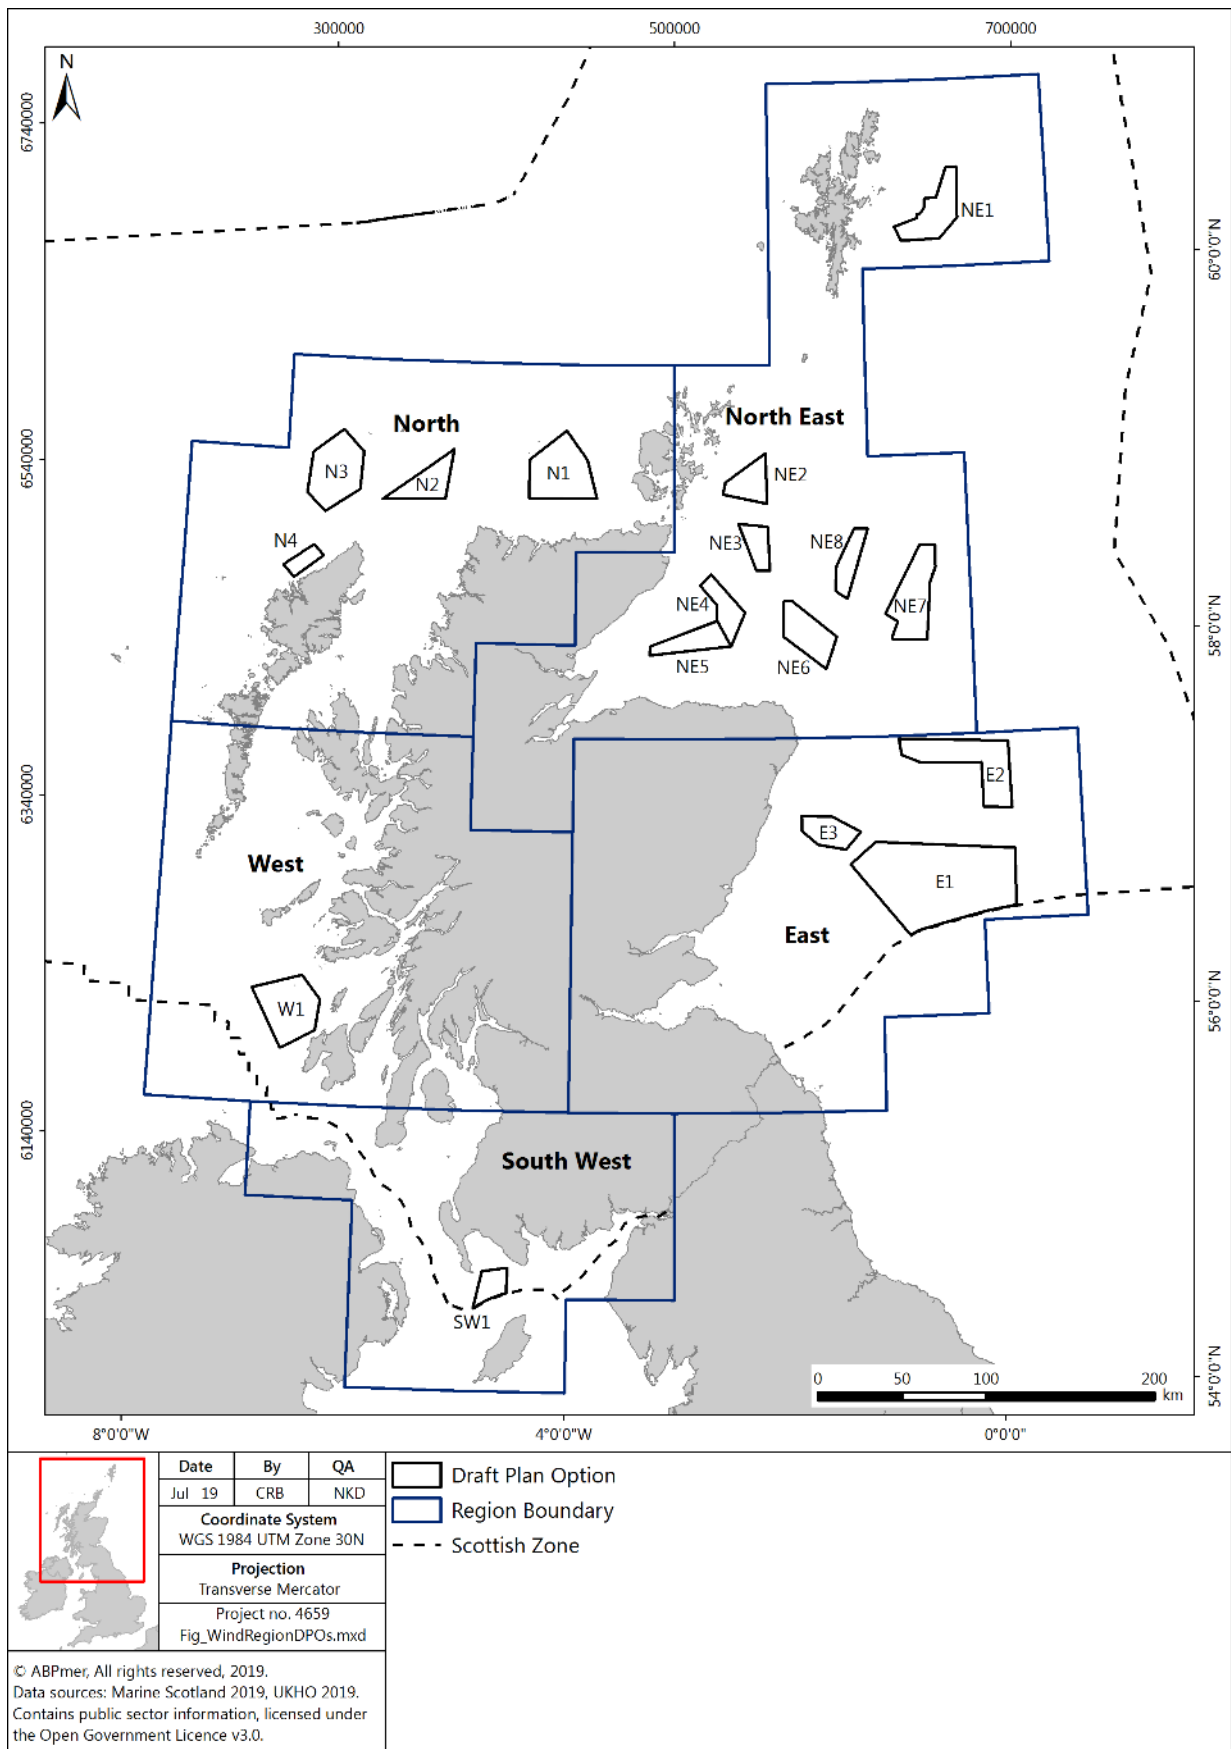 300000 500000 700000
N
6740000
6540000
6340000
6140000
60°0'0"N
58°0'0"N
56°0'0"N
54°0'0"N
NE1
North
North East
N3
N2
N1
NE2
N4
NE3
NE8
NE4
NE7
NE5
NE6
E2
E3
West
E1
East
W1
South West
SW1
0 50 100 200
km
8°0'0"W 4°0'0"W 0°0'0"
Date By QA
Jul 19 CRB NKD
Coordinate System
WGS 1984 UTM Zone 30N
Projection
Transverse Mercator
Project no. 4659
Fig_WindRegionDPOs.mxd
Draft Plan Option
Region Boundary
Scottish Zone
© ABPmer, All rights reserved, 2019.
Data sources: Marine Scotland 2019, UKHO 2019.
Contains public sector information, licensed under
the Open Government Licence v3.0.